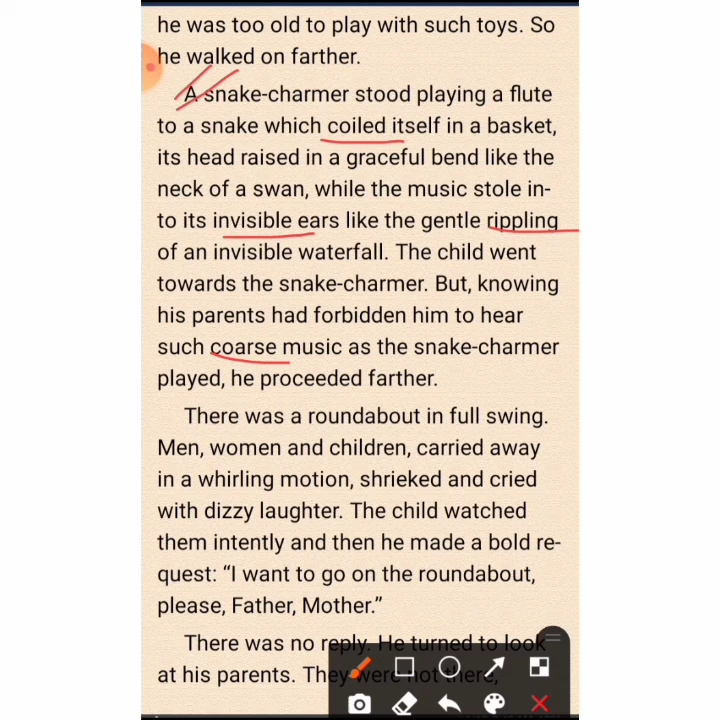 he was too old to play with such toys. So
he walked on farther.
A snake-charmer stood playing a flute
to a snake which coiled itself in a basket,
its head raised in a graceful bend like the
neck of a swan, while the music stole in-
to its invisible ears like the gentle rippling
of an invisible waterfall. The child went
towards the snake-charmer. But, knowing
his parents had forbidden him to hear
such coarse music as the snake-charmer
played, he proceeded farther.
There was a roundabout in full swing.
Men, women and children, carried away
in a whirling motion, shrieked and cried
with dizzy laughter. The child watched
them intently and then he made a bold re-
quest: “I want to go on the roundabout,
please, Father, Mother.”
There was no reply. He turned to look
at his parents. They were not there,